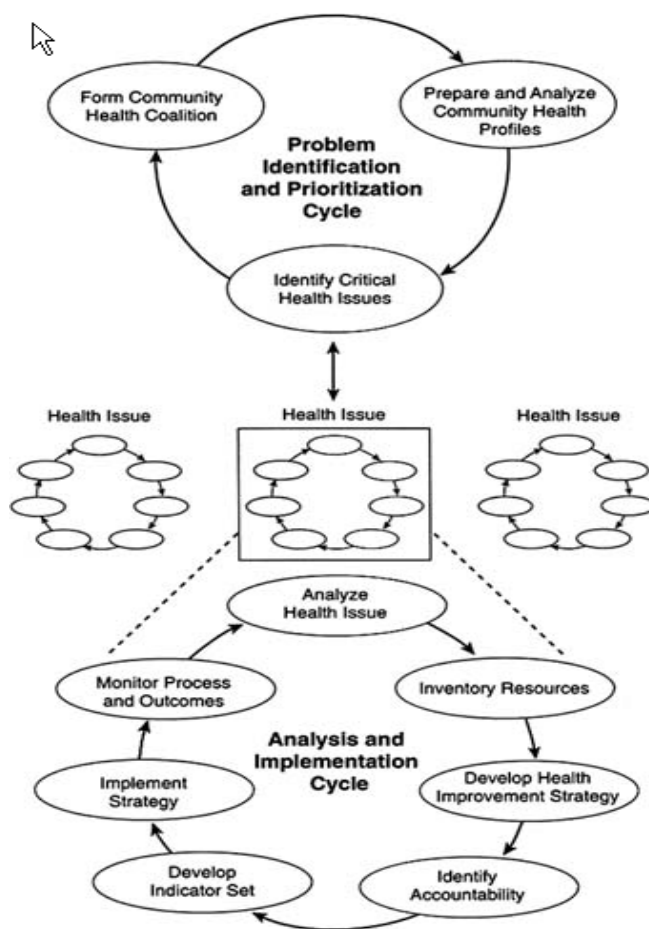 Form Community
Health Coalition
Prepare and Analyze
Community Health
Profiles
Problem
Identification
and Prioritization
Cycle
Identify Critical
Health Issues
Health Issue
Health Issue
Health Issue
Analyze
Health Issue
Monitor Process
and Outcomes
Inventory Resources
Analysis and
Implementation
Cycle
Implement
Strategy
Develop Health
Improvement Strategy
Develop
Indicator Set
Identify
Accountability